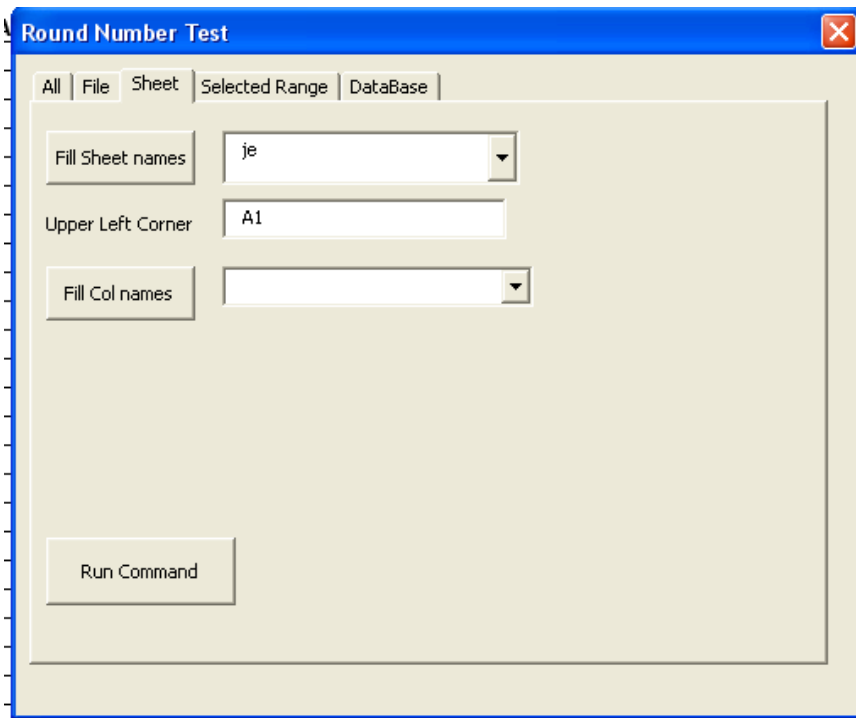 Round Number Test
All File Sheet Selected Range DataBase
Fill Sheet names je
Upper Left Corner A1
Fill Col names
Run Command